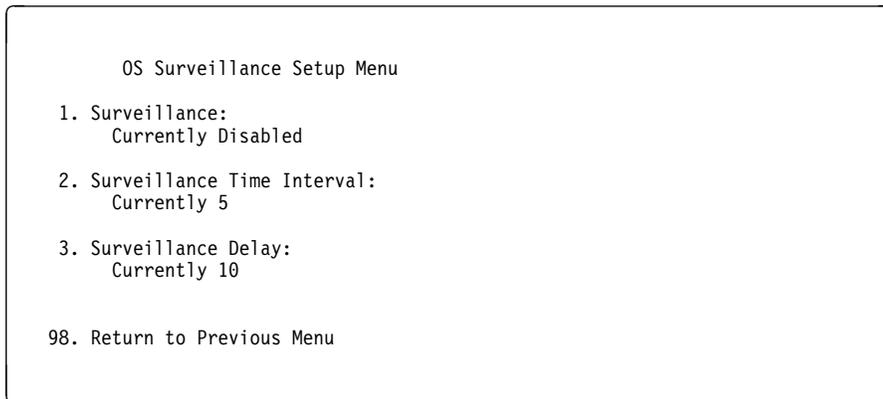 OS Surveillance Setup Menu
1. Surveillance:
Currently Disabled
2. Surveillance Time Interval:
Currently 5
3. Surveillance Delay:
Currently 10
98. Return to Previous Menu